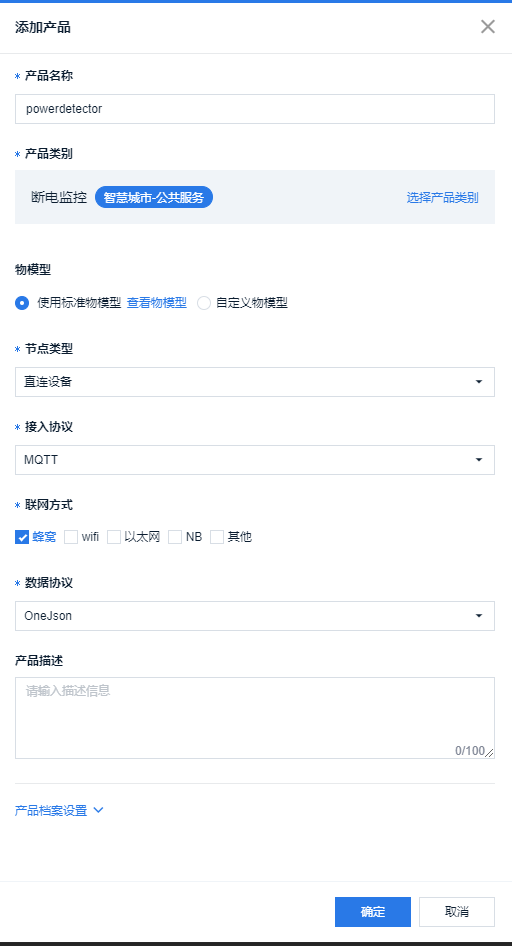 添加产品
* 产品名称
powerdetector
* 产品类别
断电监控 智慧城市-公共服务 选择产品类别
物模型
使用标准物模型 查看物模型 自定义物模型
* 节点类型
直连设备
* 接入协议
MQTT
* 联网方式
蜂窝 wifi 以太网 NB 其他
* 数据协议
OneJson
产品描述
请输入描述信息
0/100
产品档案设置
确定 取消